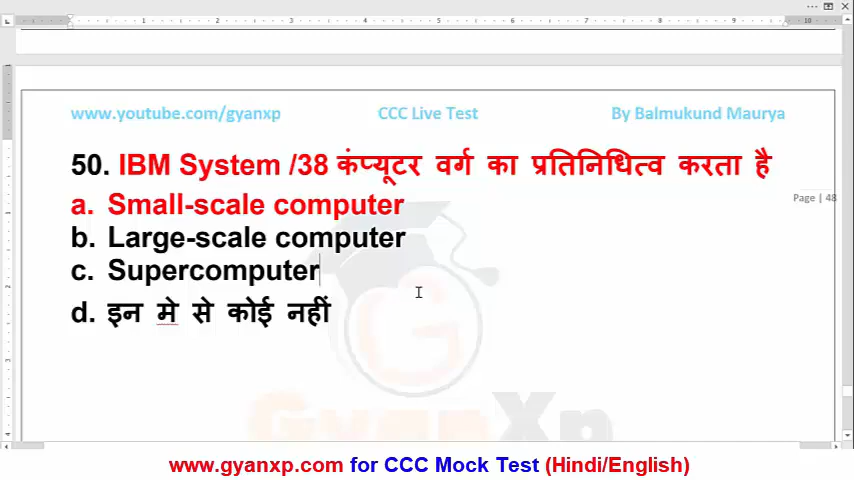 www.youtube.com/gyanxp CCC Live Test By Balmukund Maurya
50. IBM System /38 कंप्यूटर वर्ग का प्रतिनिधित्व करता है
Page | 48
a. Small-scale computer
b. Large-scale computer
c. Supercomputer
d. इन मे से कोई नहीं
GyanXp
www.gyanxp.com for CCC Mock Test (Hindi/English)